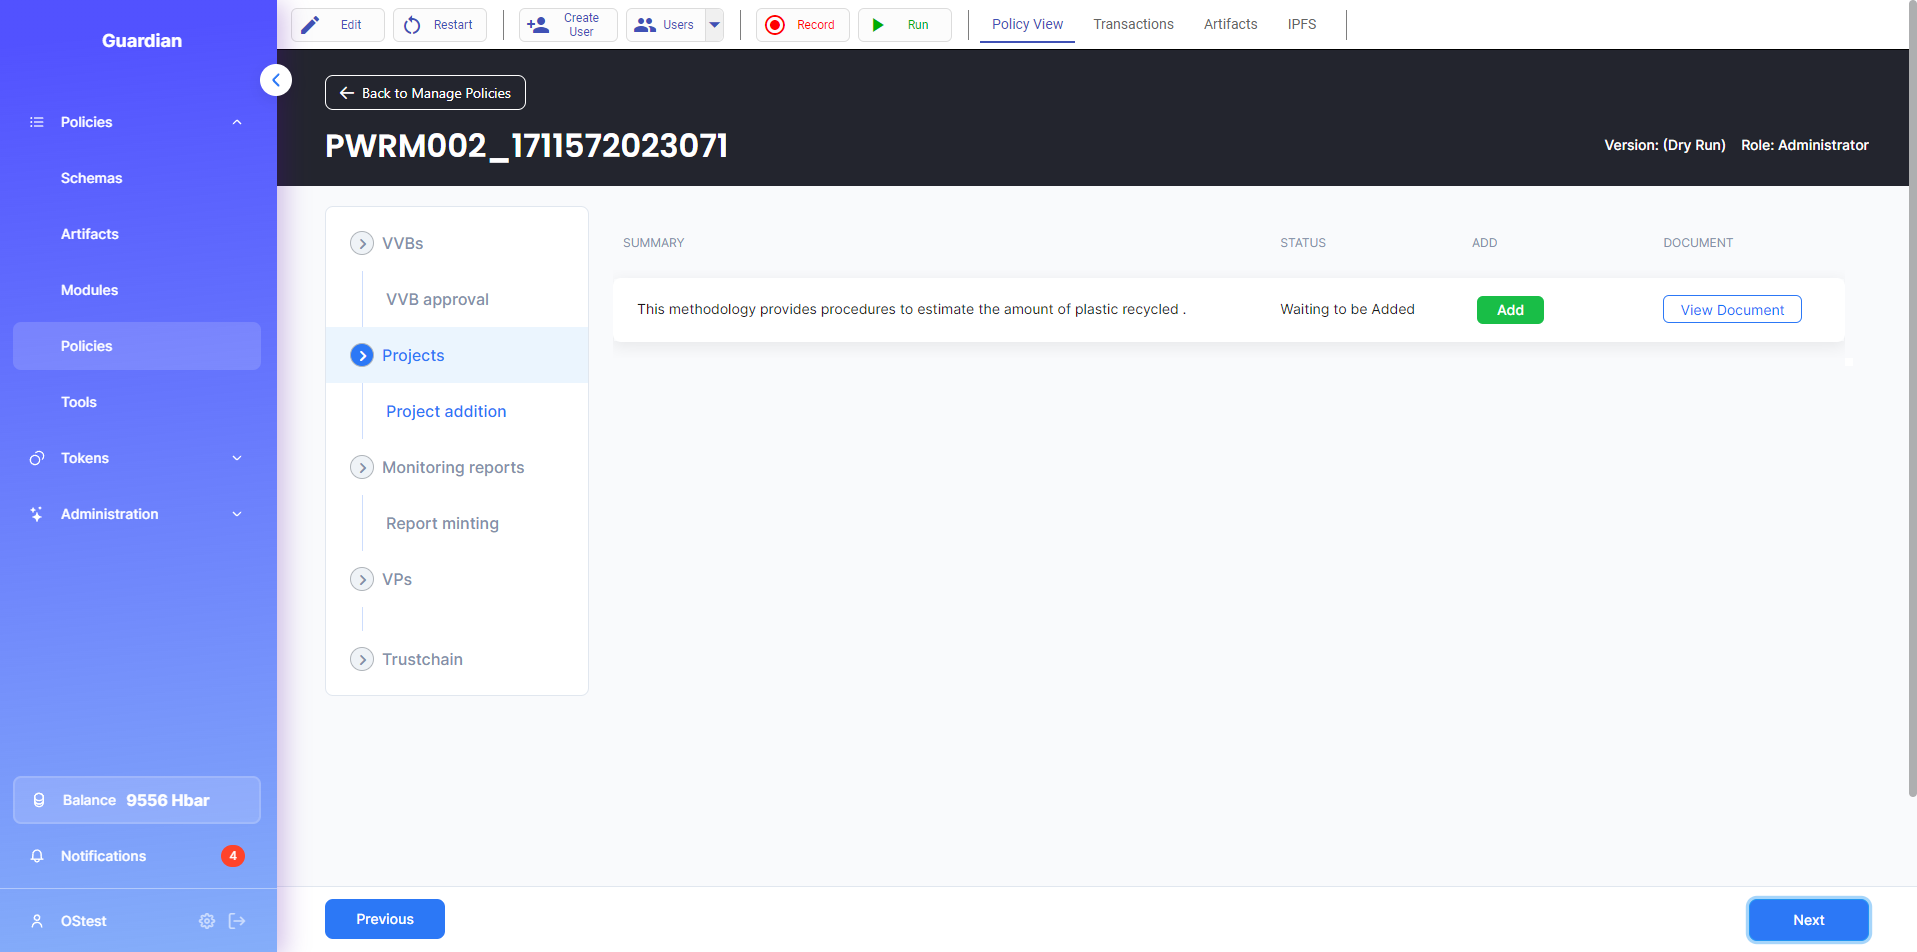 Guardian
Policies
Schemas
Artifacts
Modules
Policies
Tools
Tokens
Administration
Balance 9556 Hbar
Notifications 4
OStest
Edit Restart Create User Users Record Run Policy View Transactions Artifacts IPFS
Back to Manage Policies
PWRM002_1711572023071
Version: (Dry Run) Role: Administrator
VVBs
VVB approval
Projects
Project addition
Monitoring reports
Report minting
VPs
Trustchain
SUMMARY STATUS ADD DOCUMENT
This methodology provides procedures to estimate the amount of plastic recycled . Waiting to be Added Add View Document
Previous Next